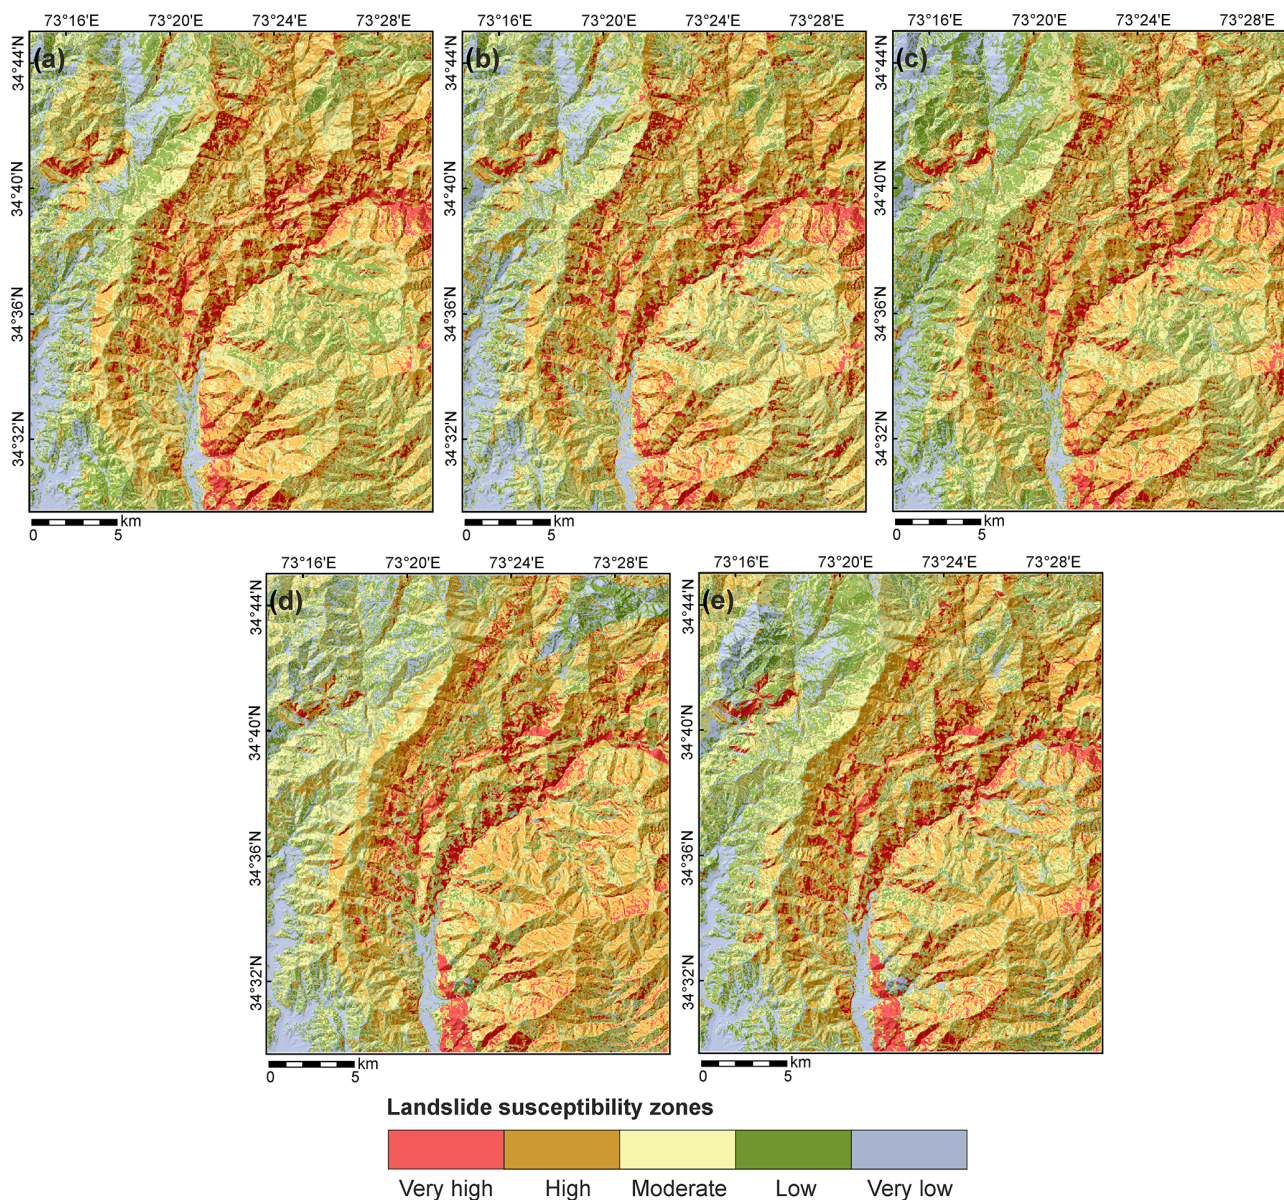 73°16'E 73°20'E 73°24'E 73°28'E 73°16'E 73°20'E 73°24'E 73°28'E 73°16'E 73°20'E 73°24'E 73°28'E
(a) (b) (c)
34°44'N 34°44'N 34°44'N
34°40'N 34°40'N 34°40'N
34°36'N 34°36'N 34°36'N
34°32'N 34°32'N 34°32'N
km km km
0 5 0 5 0 5
73°16'E 73°20'E 73°24'E 73°28'E 73°16'E 73°20'E 73°24'E 73°28'E
(d) (e)
34°44'N 34°44'N
34°40'N 34°40'N
34°36'N 34°36'N
34°32'N 34°32'N
km km
0 5 0 5
Landslide susceptibility zones
Very high High Moderate Low Very low